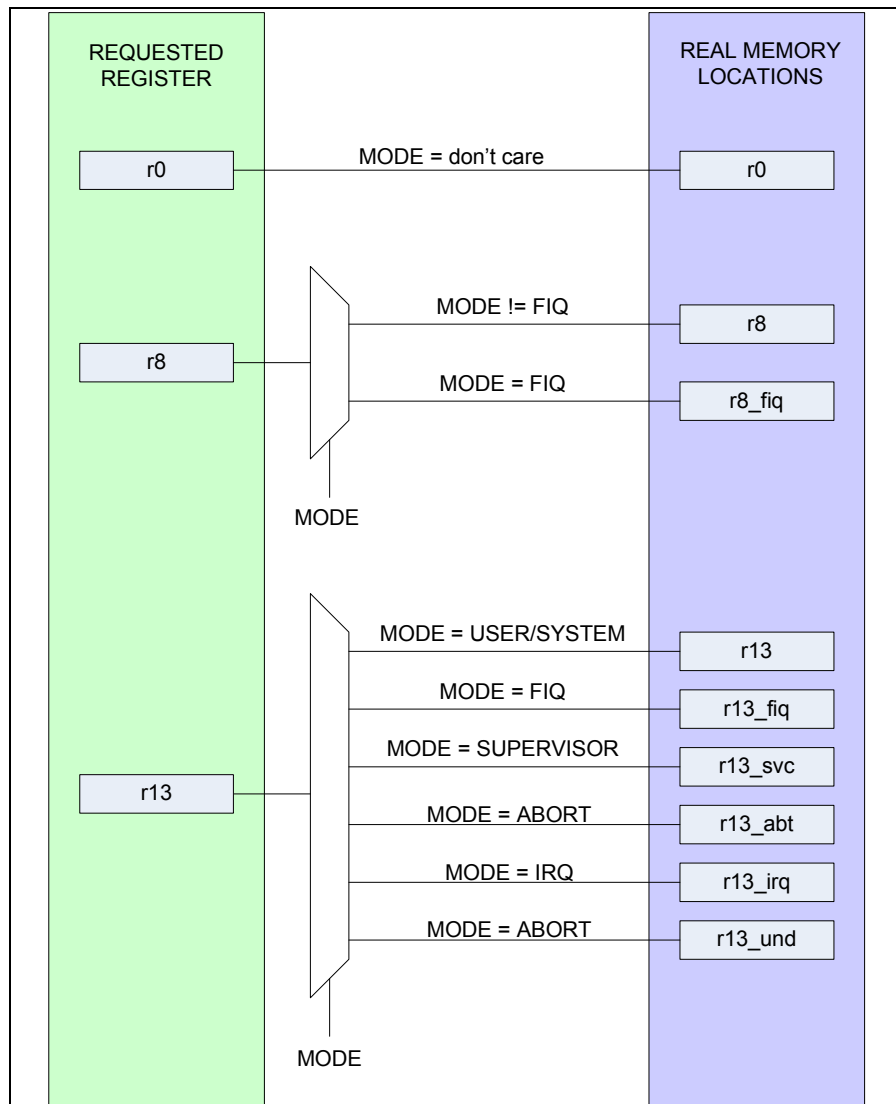 REQUESTED
REGISTER
REAL MEMORY
LOCATIONS
r0
MODE = don't care
r0
r8
MODE != FIQ
r8
MODE = FIQ
r8_fiq
MODE
r13
MODE = USER/SYSTEM
r13
MODE = FIQ
r13_fiq
MODE = SUPERVISOR
r13_svc
MODE = ABORT
r13_abt
MODE = IRQ
r13_irq
MODE = ABORT
r13_und
MODE